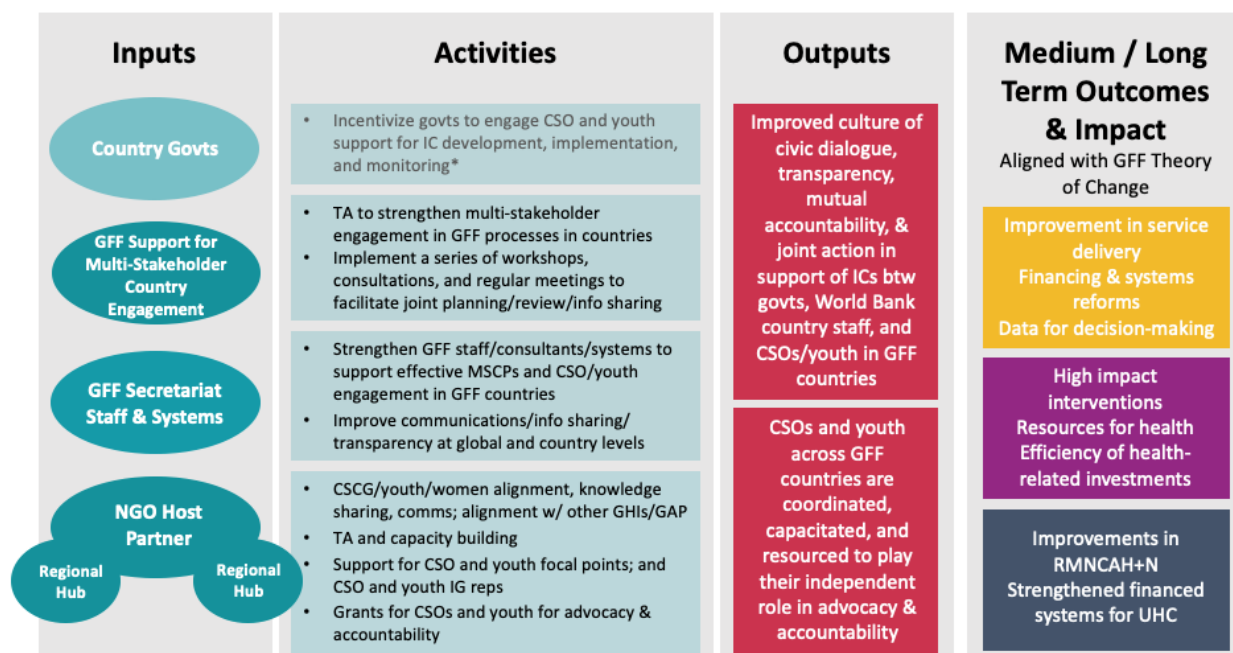 Inputs
Country Govts
GFF Support for
Multi-Stakeholder
Country
Engagement
GFF Secretariat
Staff & Systems
NGO Host
Partner
Regional
Hub
Regional
Hub
Activities
• Incentivize govts to engage CSO and youth
support for IC development, implementation,
and monitoring*
• TA to strengthen multi-stakeholder
engagement in GFF processes in countries
• Implement a series of workshops,
consultations, and regular meetings to
facilitate joint planning/review/info sharing
• Strengthen GFF staff/consultants/systems to
support effective MSCPs and CSO/youth
engagement in GFF countries
• Improve communications/info sharing/
transparency at global and country levels
• CSCG/youth/women alignment, knowledge
sharing, comms; alignment w/ other GHIs/GAP
• TA and capacity building
• Support for CSO and youth focal points; and
CSO and youth IG reps
• Grants for CSOs and youth for advocacy &
accountability
Outputs
Improved culture of
civic dialogue,
transparency,
mutual
accountability, &
joint action in
support of ICs btw
govts, World Bank
country staff, and
CSOs/youth in GFF
countries
CSOs and youth
across GFF
countries are
coordinated,
capacitated, and
resourced to play
their independent
role in advocacy &
accountability
Medium / Long
Term Outcomes
& Impact
Aligned with GFF Theory
of Change
Improvement in service
delivery
Financing & systems
reforms
Data for decision-making
High impact
interventions
Resources for health
Efficiency of health-
related investments
Improvements in
RMNCAH+N
Strengthened financed
systems for UHC